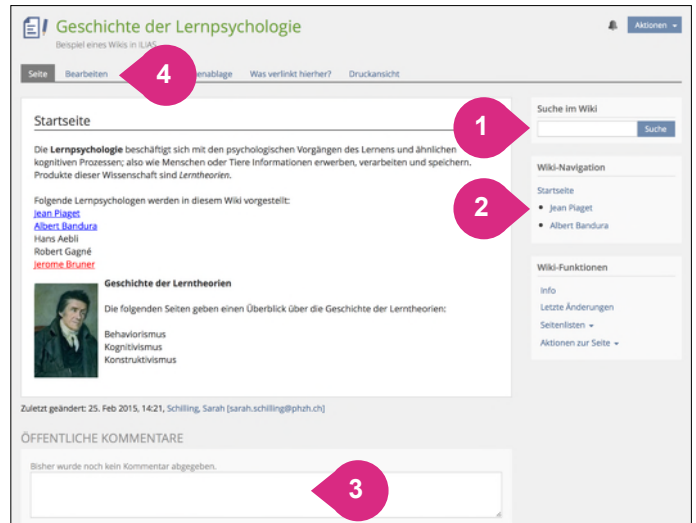 Geschichte der Lernpsychologie
Beispiel eines Wikis in ILIAS
Aktionen
Seite Bearbeiten 4 enablage Was verlinkt hierher? Druckansicht
Startseite
Die Lernpsychologie beschäftigt sich mit den psychologischen Vorgängen des Lernens und ähnlichen
kognitiven Prozessen; also wie Menschen oder Tiere Informationen erwerben, verarbeiten und speichern.
Produkte dieser Wissenschaft sind Lerntheorien.
Folgende Lernpsychologen werden in diesem Wiki vorgestellt:
Jean Piaget
Albert Bandura
Hans Aebli
Robert Gagné
Jerome Bruner
Geschichte der Lerntheorien
Die folgenden Seiten geben einen Überblick über die Geschichte der Lerntheorien:
Behaviorismus
Kognitivismus
Konstruktivismus
Zuletzt geändert: 25. Feb 2015, 14:21, Schilling, Sarah [sarah.schilling@phzh.ch]
ÖFFENTLICHE KOMMENTARE
Bisher wurde noch kein Kommentar abgegeben.
3
1
Suche im Wiki
Suche
Wiki-Navigation
Startseite
2
Jean Piaget
Albert Bandura
Wiki-Funktionen
Info
Letzte Änderungen
Seitenlisten
Aktionen zur Seite